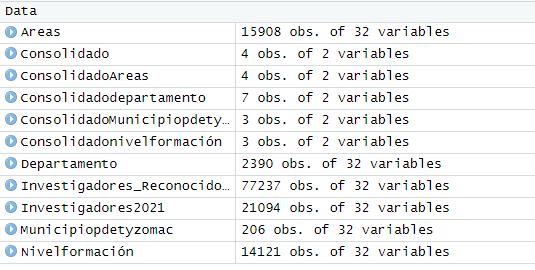 Data
Areas 15908 obs. of 32 variables
Consolidado 4 obs. of 2 variables
ConsolidadoAreas 4 obs. of 2 variables
Consolidadodepartamento 7 obs. of 2 variables
ConsolidadoMunicipiopdety… 3 obs. of 2 variables
Consolidadonivelformación 3 obs. of 2 variables
Departamento 2390 obs. of 32 variables
Investigadores_Reconocido… 77237 obs. of 32 variables
Investigadores2021 21094 obs. of 32 variables
Municipiopdetyzomac 206 obs. of 32 variables
Nivelformación 14121 obs. of 32 variables